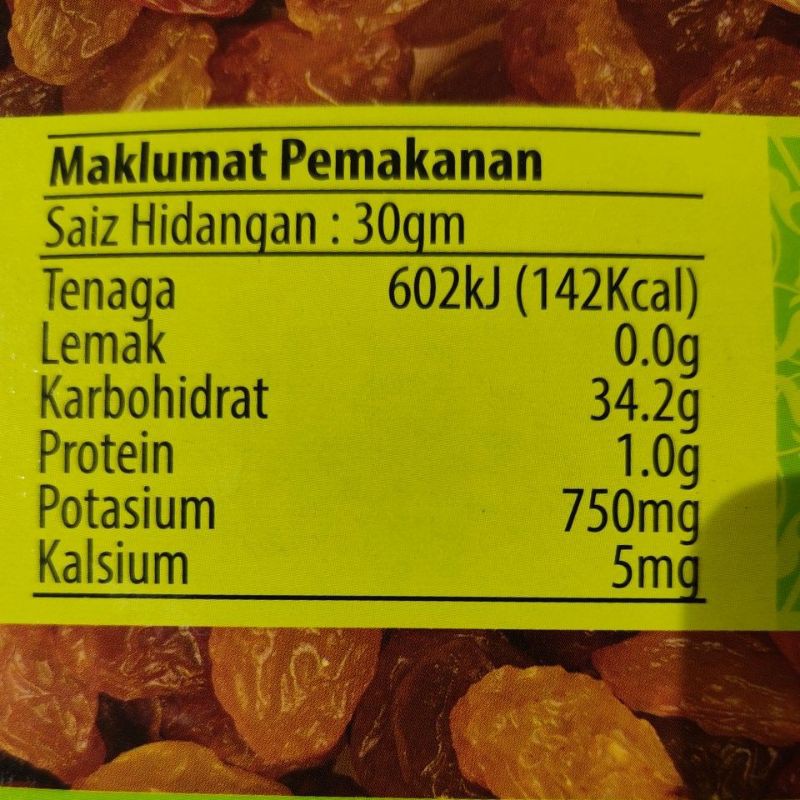 Maklumat Pemakanan
Saiz Hidangan : 30gm
Tenaga 602kJ (142Kcal)
Lemak 0.0g
Karbohidrat 34.2g
Protein 1.0g
Potasium 750mg
Kalsium 5mg